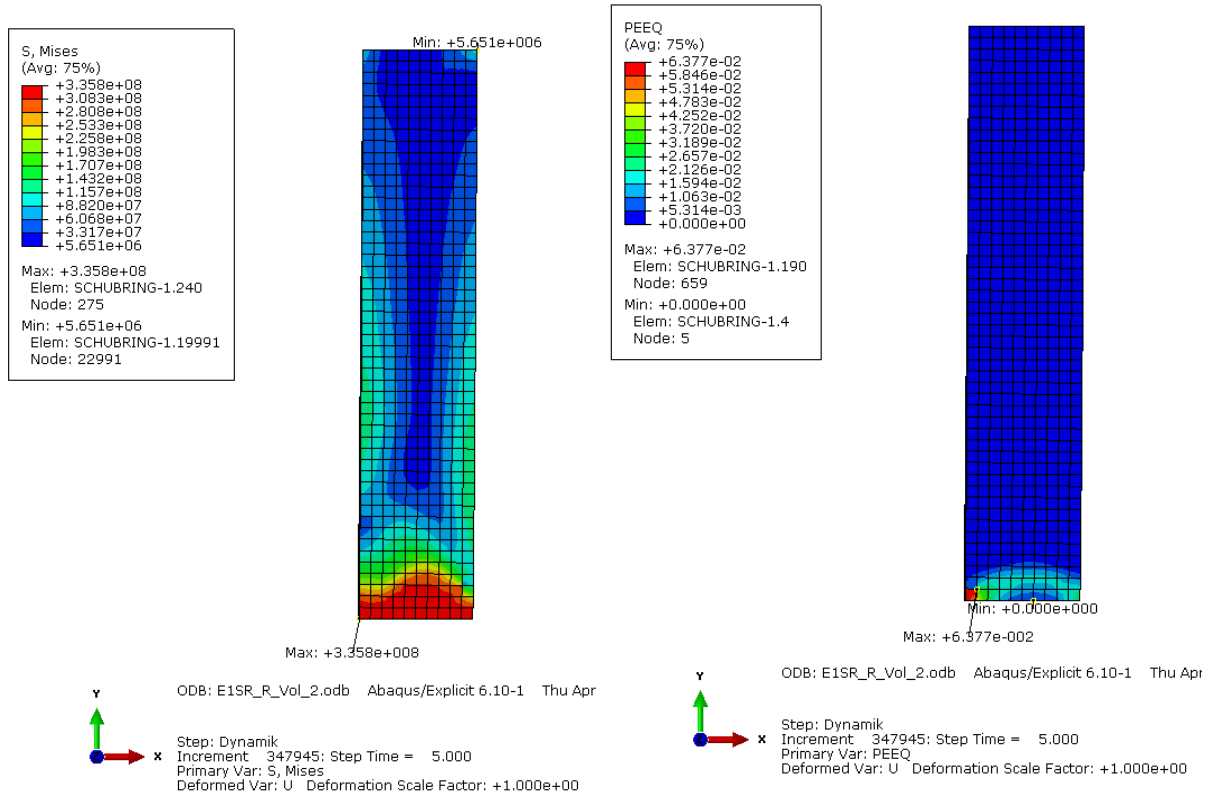 S, Mises
(Avg: 75%)
+3.358e+08
+3.083e+08
+2.808e+08
+2.533e+08
+2.258e+08
+1.983e+08
+1.707e+08
+1.432e+08
+1.157e+08
+8.820e+07
+6.068e+07
+3.317e+07
+5.651e+06
Max: +3.358e+08
Elem: SCHUBRING-1.240
Node: 275
Min: +5.651e+06
Elem: SCHUBRING-1.19991
Node: 22991
Min: +5.651e+006
Max: +3.358e+008
Y
X
ODB: E1SR_R_Vol_2.odb Abaqus/Explicit 6.10-1 Thu Apr
Step: Dynamik
Increment 347945: Step Time = 5.000
Primary Var: S, Mises
Deformed Var: U Deformation Scale Factor: +1.000e+00
PEEQ
(Avg: 75%)
+6.377e-02
+5.846e-02
+5.314e-02
+4.783e-02
+4.252e-02
+3.720e-02
+3.189e-02
+2.657e-02
+2.126e-02
+1.594e-02
+1.063e-02
+5.314e-03
+0.000e+00
Max: +6.377e-02
Elem: SCHUBRING-1.190
Node: 659
Min: +0.000e+00
Elem: SCHUBRING-1.4
Node: 5
Min: +0.000e+000
Max: +6.377e-002
Y
X
ODB: E1SR_R_Vol_2.odb Abaqus/Explicit 6.10-1 Thu Apr
Step: Dynamik
Increment 347945: Step Time = 5.000
Primary Var: PEEQ
Deformed Var: U Deformation Scale Factor: +1.000e+00